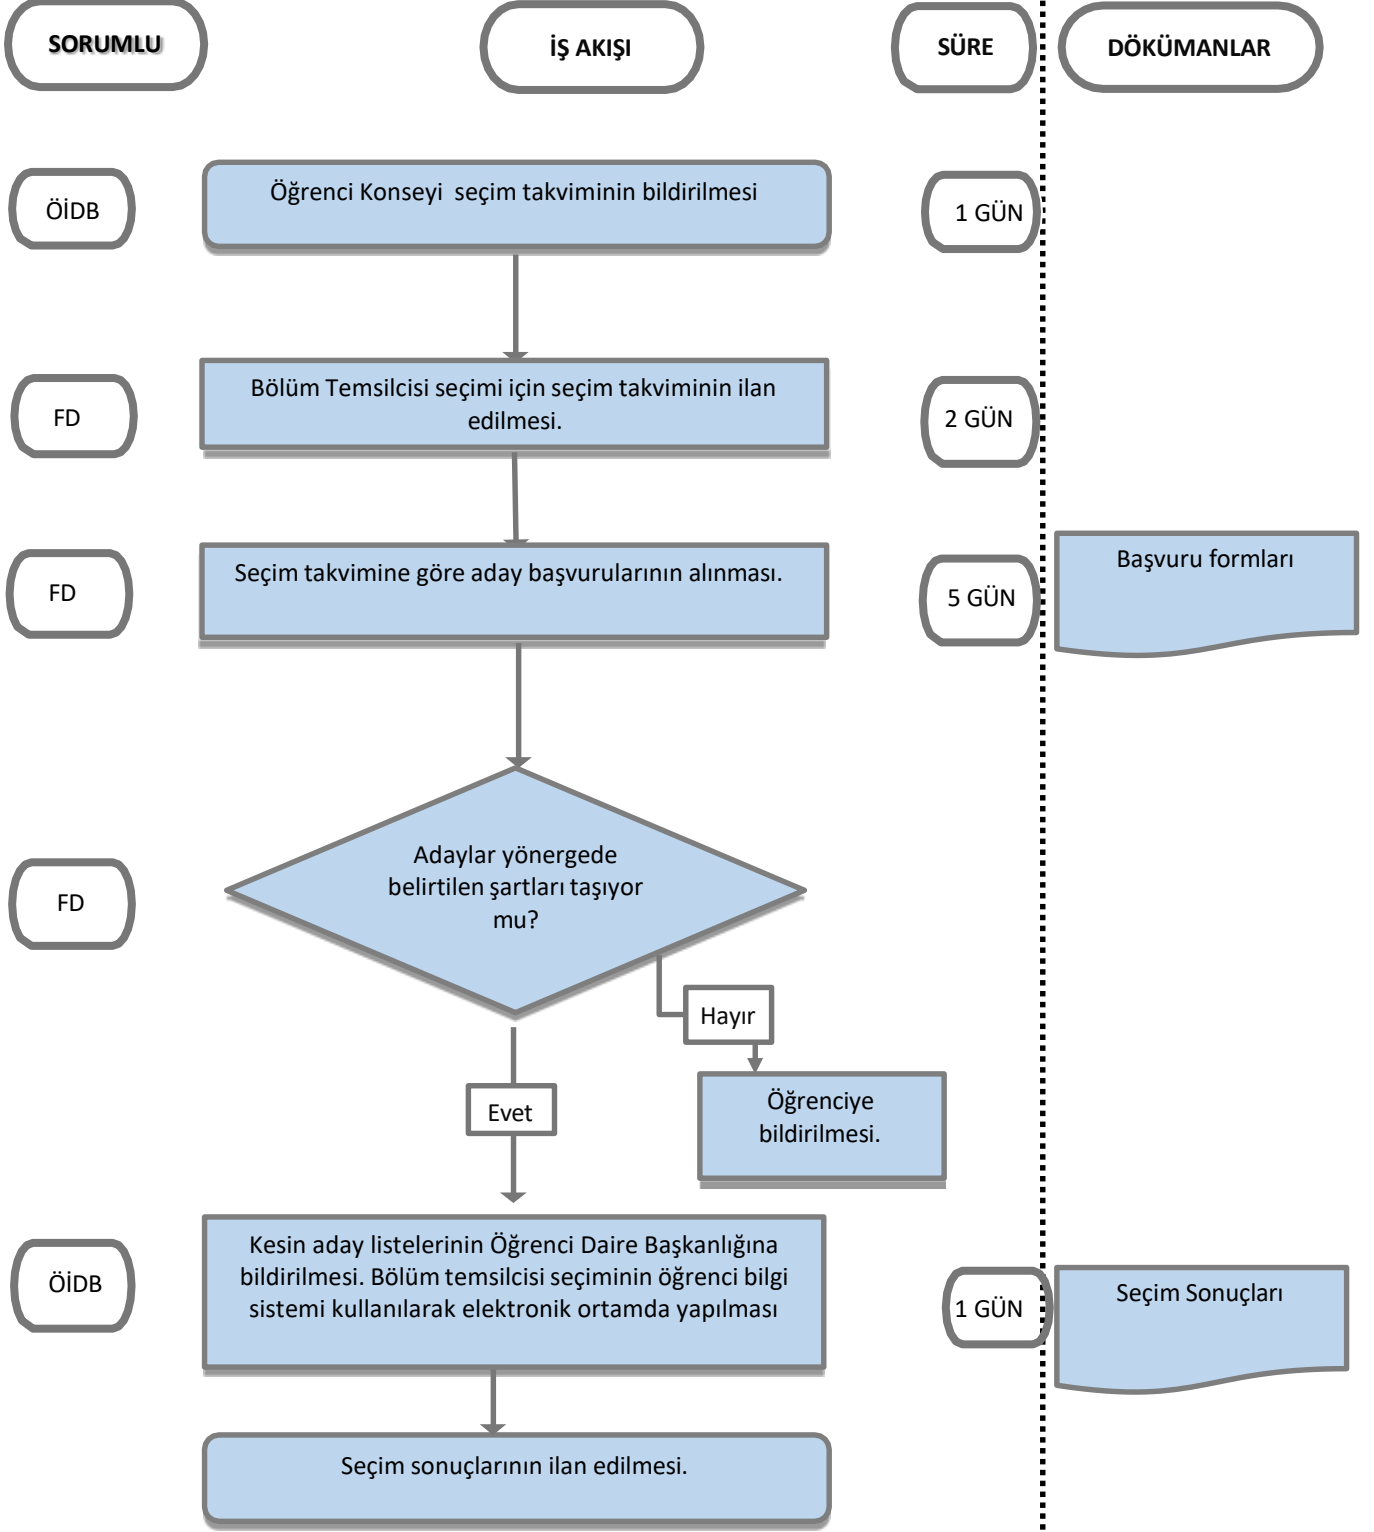 SORUMLU
İŞ AKIŞI
SÜRE
DÖKÜMANLAR
ÖİDB
Öğrenci Konseyi  seçim takviminin bildirilmesi
1 GÜN
FD
Bölüm Temsilcisi seçimi için seçim takviminin ilan
edilmesi.
2 GÜN
FD
Seçim takvimine göre aday başvurularının alınması.
5 GÜN
Başvuru formları
FD
Adaylar yönergede
belirtilen şartları taşıyor
mu?
Hayır
Evet
Öğrenciye
bildirilmesi.
ÖİDB
Kesin aday listelerinin Öğrenci Daire Başkanlığına
bildirilmesi. Bölüm temsilcisi seçiminin öğrenci bilgi
sistemi kullanılarak elektronik ortamda yapılması
1 GÜN
Seçim Sonuçları
Seçim sonuçlarının ilan edilmesi.